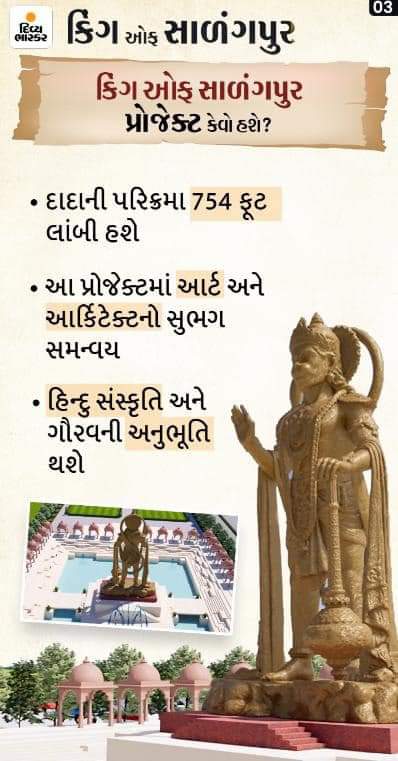 03
દિવ્ય
ભાસ્કર
કિંગ ઓફ સાળંગપુર
કિંગ ઓફ સાળંગપુર
પ્રોજેક્ટ કેવો હશે?
• દાદાની પરિક્રમા 754 ફૂટ
લાંબી હશે
• આ પ્રોજેક્ટમાં આર્ટ અને
આર્કિટેક્ટનો સુભગ
સમન્વય
• હિન્દુ સંસ્કૃતિ અને
ગૌરવની અનુભૂતિ
થશે